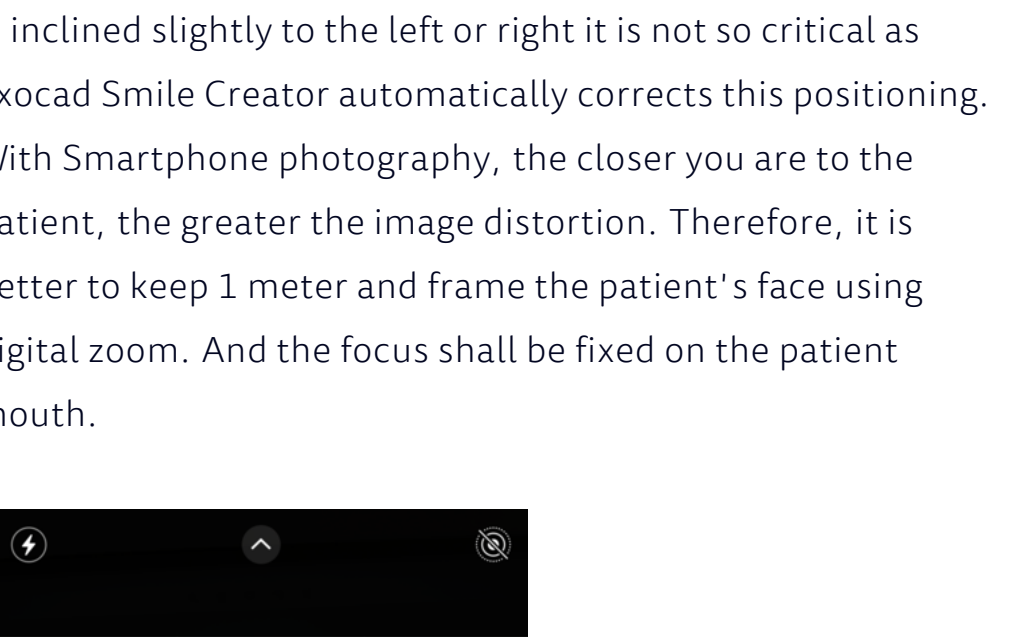 inclined slightly to the left or right it is not so critical as
xocad Smile Creator automatically corrects this positioning.
ith Smartphone photography, the closer you are to the
atient, the greater the image distortion. Therefore, it is
etter to keep 1 meter and frame the patient's face using
igital zoom. And the focus shall be fixed on the patient
outh.